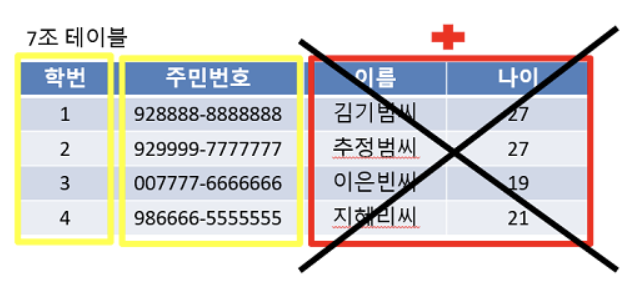 7조 테이블
학번 주민번호 이름 나이
1 928888-8888888 김기범씨 27
2 929999-7777777 추정범씨 27
3 007777-6666666 이은빈씨 19
4 986666-5555555 지혜리씨 21